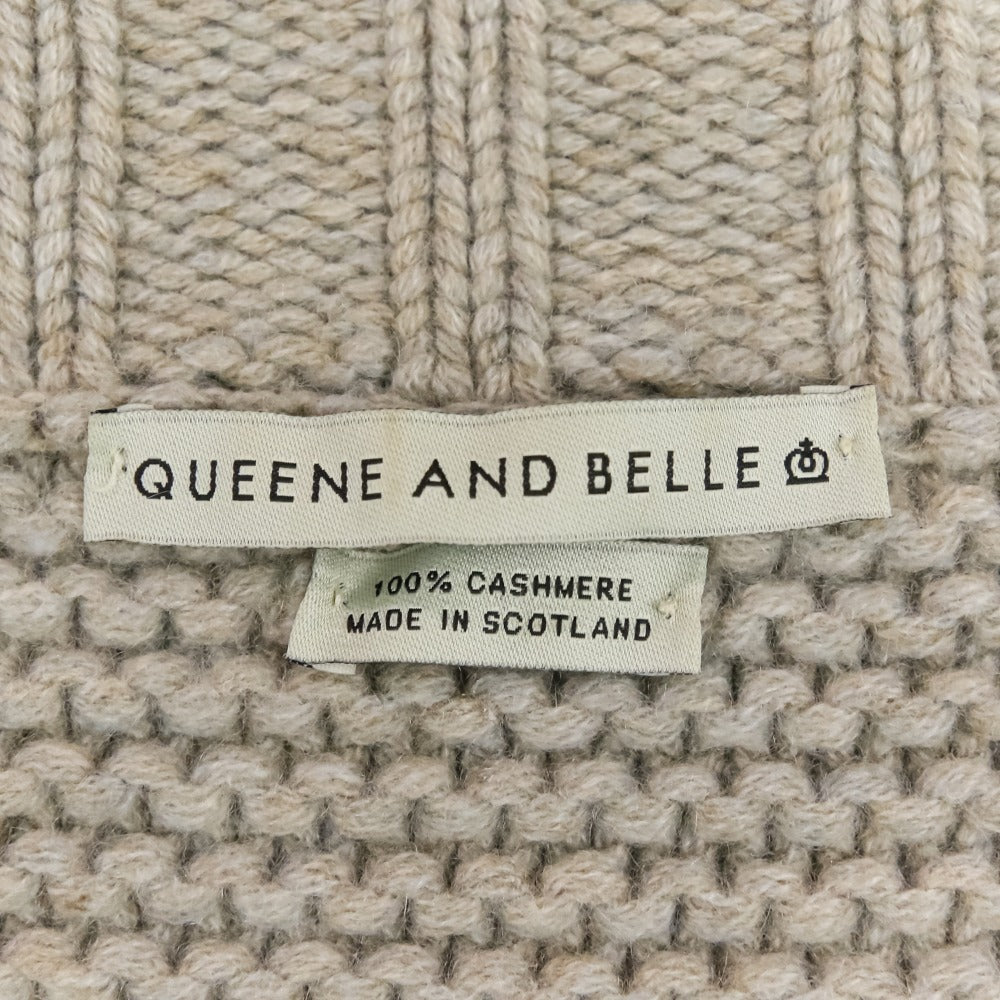 QUEENE AND BELLE
100% CASHMERE
MADE IN SCOTLAND